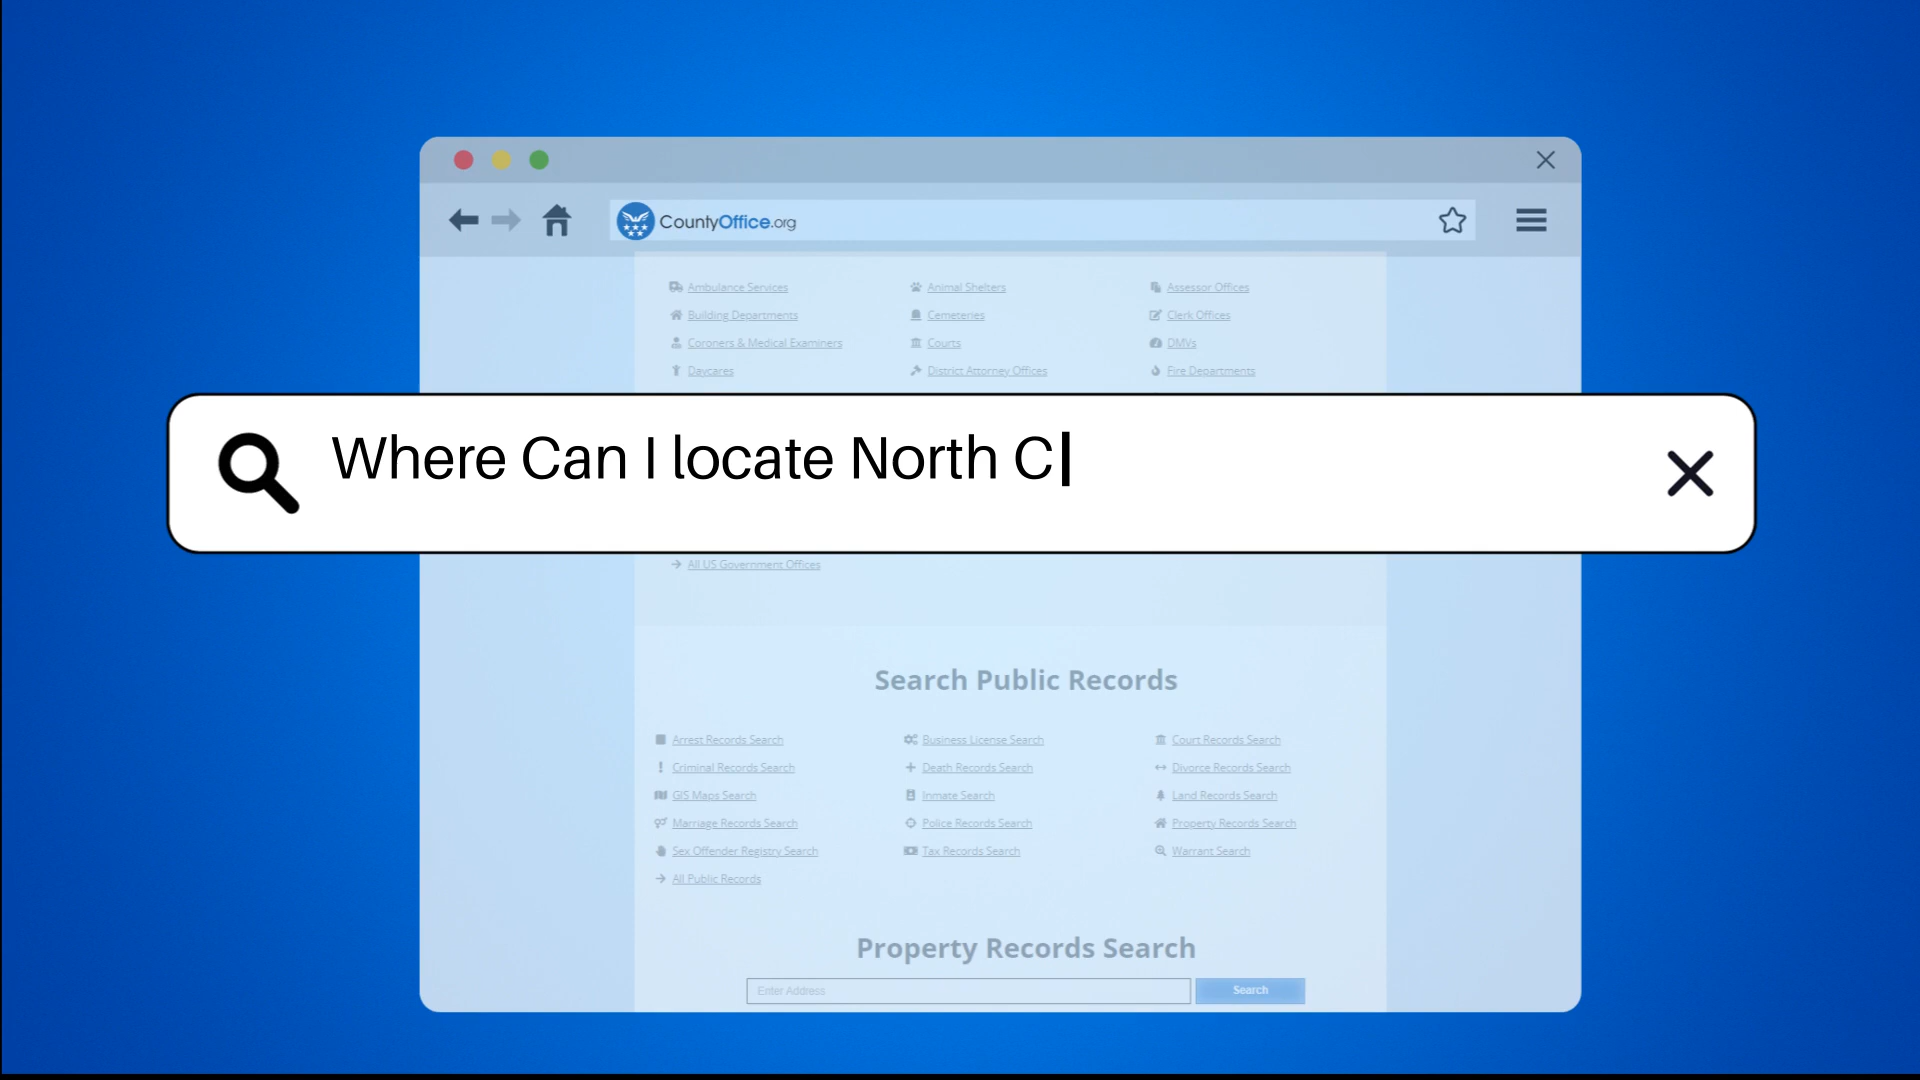 CountyOffice.org
Ambulance Services Animal Shelters Assessor Offices
Building Departments Cemeteries Clerk Offices
Coroners & Medical Examiners Courts DMVs
Daycares District Attorney Offices Fire Departments
Where Can I locate North C
All US Government Offices
Search Public Records
Arrest Records Search Business License Search Court Records Search
Criminal Records Search Death Records Search Divorce Records Search
GIS Maps Search Inmate Search Land Records Search
Marriage Records Search Police Records Search Property Records Search
Sex Offender Registry Search Tax Records Search Warrant Search
All Public Records
Property Records Search
Enter Address Search